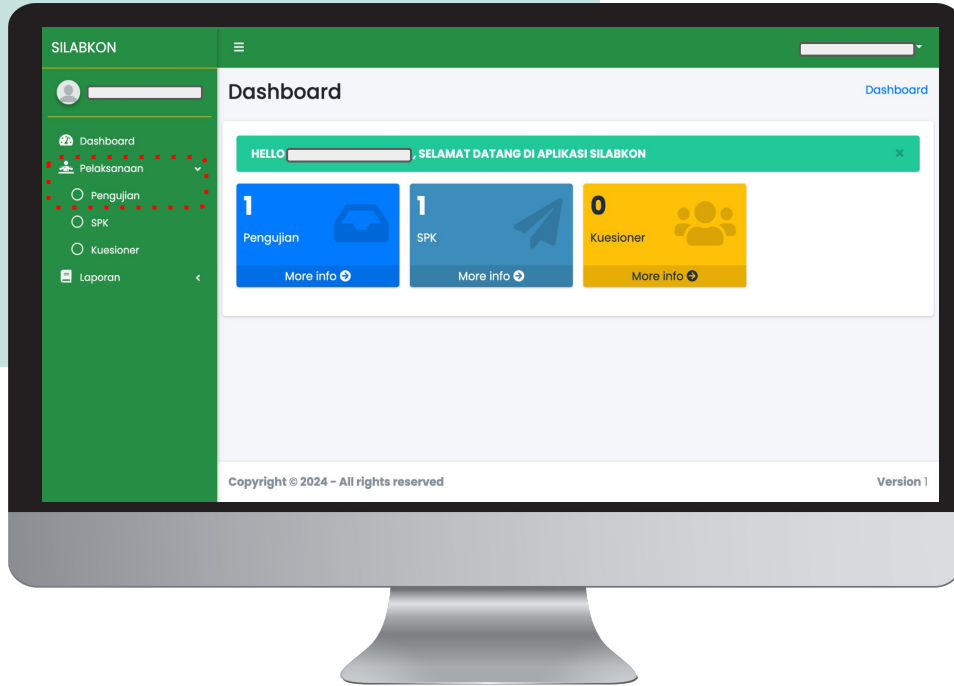 SILABKON
Dashboard
Dashboard
Dashboard
Pelaksanaan
Pengujian
SPK
Kuesioner
Laporan
HELLO , SELAMAT DATANG DI APLIKASI SILABKON
1
Pengujian
More info
1
SPK
More info
0
Kuesioner
More info
Copyright © 2024 - All rights reserved
Version 1